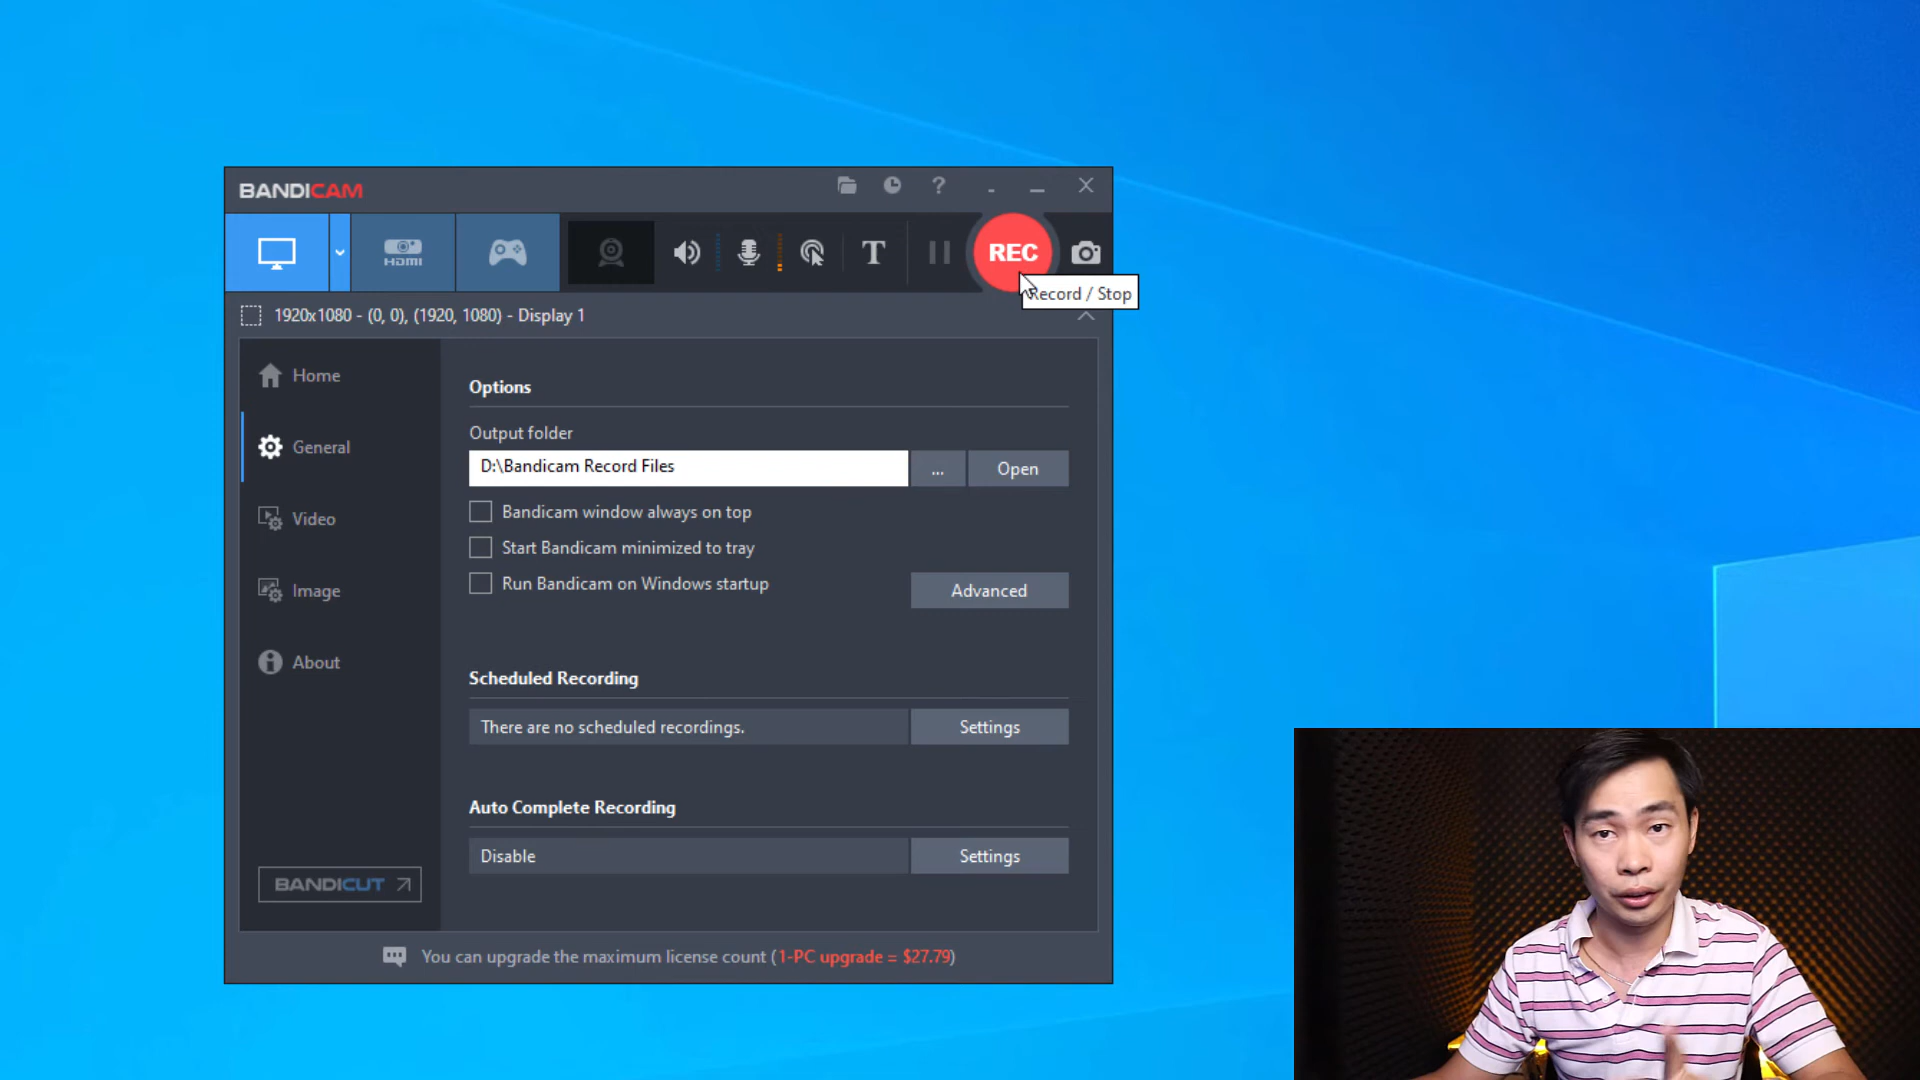 BANDICAM
?
HDMI
T
REC
Record / Stop
1920x1080 - (0, 0), (1920, 1080) - Display 1
Home
General
Video
Image
About
BANDICUT
Options
Output folder
D:\Bandicam Record Files
...
Open
Bandicam window always on top
Start Bandicam minimized to tray
Run Bandicam on Windows startup
Advanced
Scheduled Recording
There are no scheduled recordings.
Settings
Auto Complete Recording
Disable
Settings
You can upgrade the maximum license count (1-PC upgrade = $27.79)